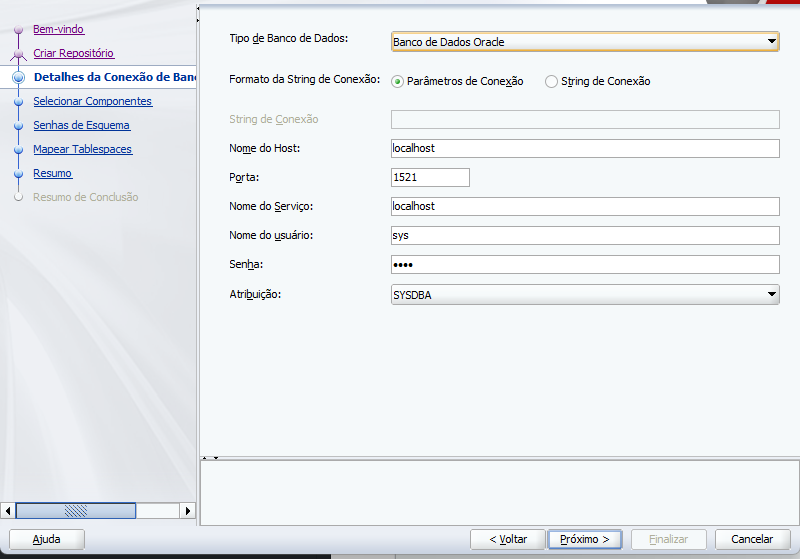 Bem-vindo
Criar Repositório
Detalhes da Conexão de Ban
Selecionar Componentes
Senhas de Esquema
Mapear Tablespaces
Resumo
Resumo de Conclusão
Tipo de Banco de Dados:
Banco de Dados Oracle
Formato da String de Conexão:
Parâmetros de Conexão
String de Conexão
String de Conexão
Nome do Host:
localhost
Porta:
1521
Nome do Serviço:
localhost
Nome do usuário:
sys
Senha:
••••
Atribuição:
SYSDBA
Ajuda
< Voltar
Próximo >
Finalizar
Cancelar